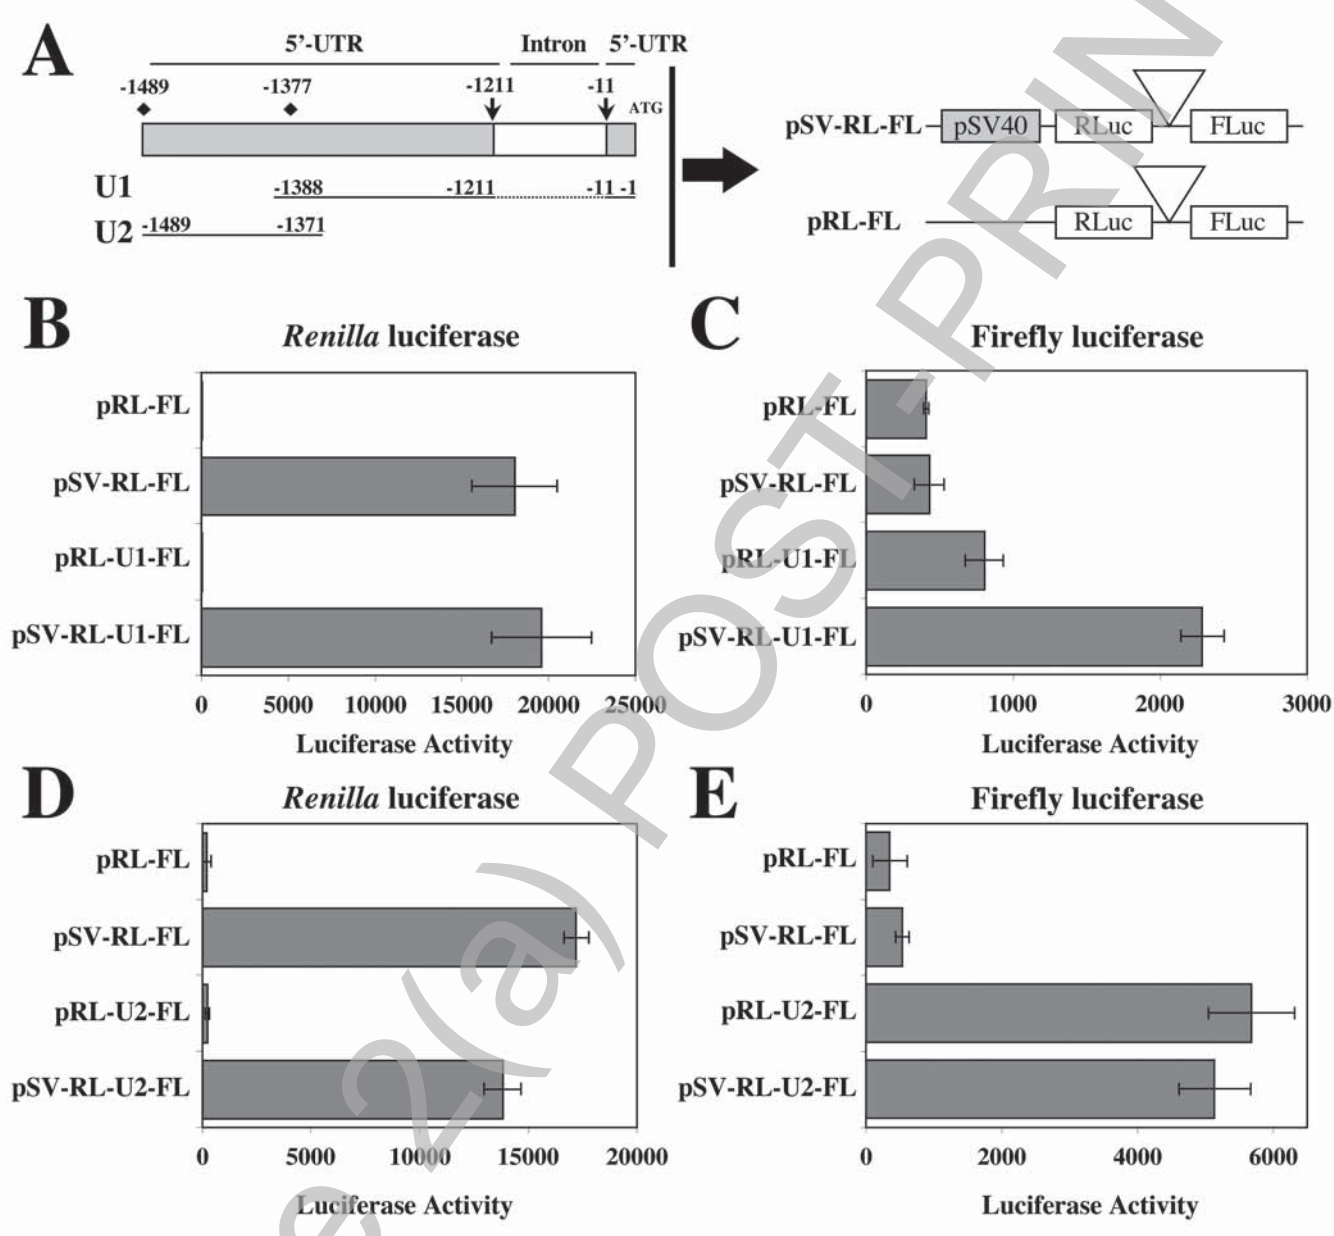 A
5’-UTR Intron 5’-UTR
-1489 -1377 -1211 -11
ATG
U1 -1388 -1211 -11 -1
U2 -1489 -1371
pSV-RL-FL pSV40 RLuc FLuc
pRL-FL RLuc FLuc
B
Renilla luciferase
pRL-FL
pSV-RL-FL
pRL-U1-FL
pSV-RL-U1-FL
0 5000 10000 15000 20000 25000
Luciferase Activity
C
Firefly luciferase
pRL-FL
pSV-RL-FL
pRL-U1-FL
pSV-RL-U1-FL
0 1000 2000 3000
Luciferase Activity
D
Renilla luciferase
pRL-FL
pSV-RL-FL
pRL-U2-FL
pSV-RL-U2-FL
0 5000 10000 15000 20000
Luciferase Activity
E
Firefly luciferase
pRL-FL
pSV-RL-FL
pRL-U2-FL
pSV-RL-U2-FL
0 2000 4000 6000
Luciferase Activity
e 2(a) POST-PRIN